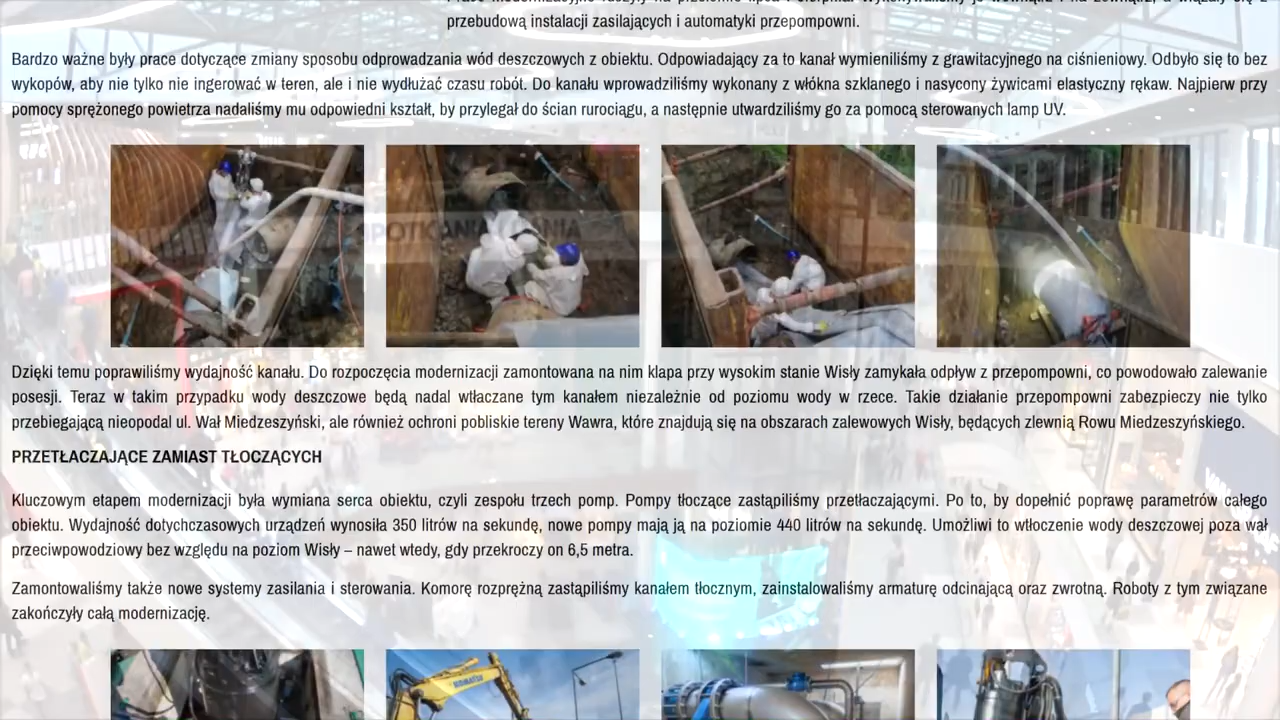 przebudową instalacji zasilających i automatyki przepompowni.
Bardzo ważne były prace dotyczące zmiany sposobu odprowadzania wód deszczowych z obiektu. Odpowiadający za to kanał wymieniliśmy z grawitacyjnego na ciśnieniowy. Odbyło się to bez
wykopów, aby nie tylko nie ingerować w teren, ale i nie wydłużać czasu robót. Do kanału wprowadziliśmy wykonany z włókna szklanego i nasycony żywicami elastyczny rękaw. Najpierw przy
pomocy sprężonego powietrza nadaliśmy mu odpowiedni kształt, by przylegał do ścian rurociągu, a następnie utwardziliśmy go za pomocą sterowanych lamp UV.
Dzięki temu poprawiliśmy wydajność kanału. Do rozpoczęcia modernizacji zamontowana na nim klapa przy wysokim stanie Wisły zamykała odpływ z przepompowni, co powodowało zalewanie
posesji. Teraz w takim przypadku wody deszczowe będą nadal wtłaczane tym kanałem niezależnie od poziomu wody w rzece. Takie działanie przepompowni zabezpieczy nie tylko
przebiegającą nieopodal ul. Wał Miedzeszyński, ale również ochroni pobliskie tereny Wawra, które znajdują się na obszarach zalewowych Wisły, będących zlewnią Rowu Miedzeszyńskiego.
PRZETŁACZAJĄCE ZAMIAST TŁOCZĄCYCH
Kluczowym etapem modernizacji była wymiana serca obiektu, czyli zespołu trzech pomp. Pompy tłoczące zastąpiliśmy przetłaczającymi. Po to, by dopełnić poprawę parametrów całego
obiektu. Wydajność dotychczasowych urządzeń wynosiła 350 litrów na sekundę, nowe pompy mają ją na poziomie 440 litrów na sekundę. Umożliwi to wtłoczenie wody deszczowej poza wał
przeciwpowodziowy bez względu na poziom Wisły – nawet wtedy, gdy przekroczy on 6,5 metra.
Zamontowaliśmy także nowe systemy zasilania i sterowania. Komorę rozprężną zastąpiliśmy kanałem tłocznym, zainstalowaliśmy armaturę odcinającą oraz zwrotną. Roboty z tym związane
zakończyły całą modernizację.
KOMATSU